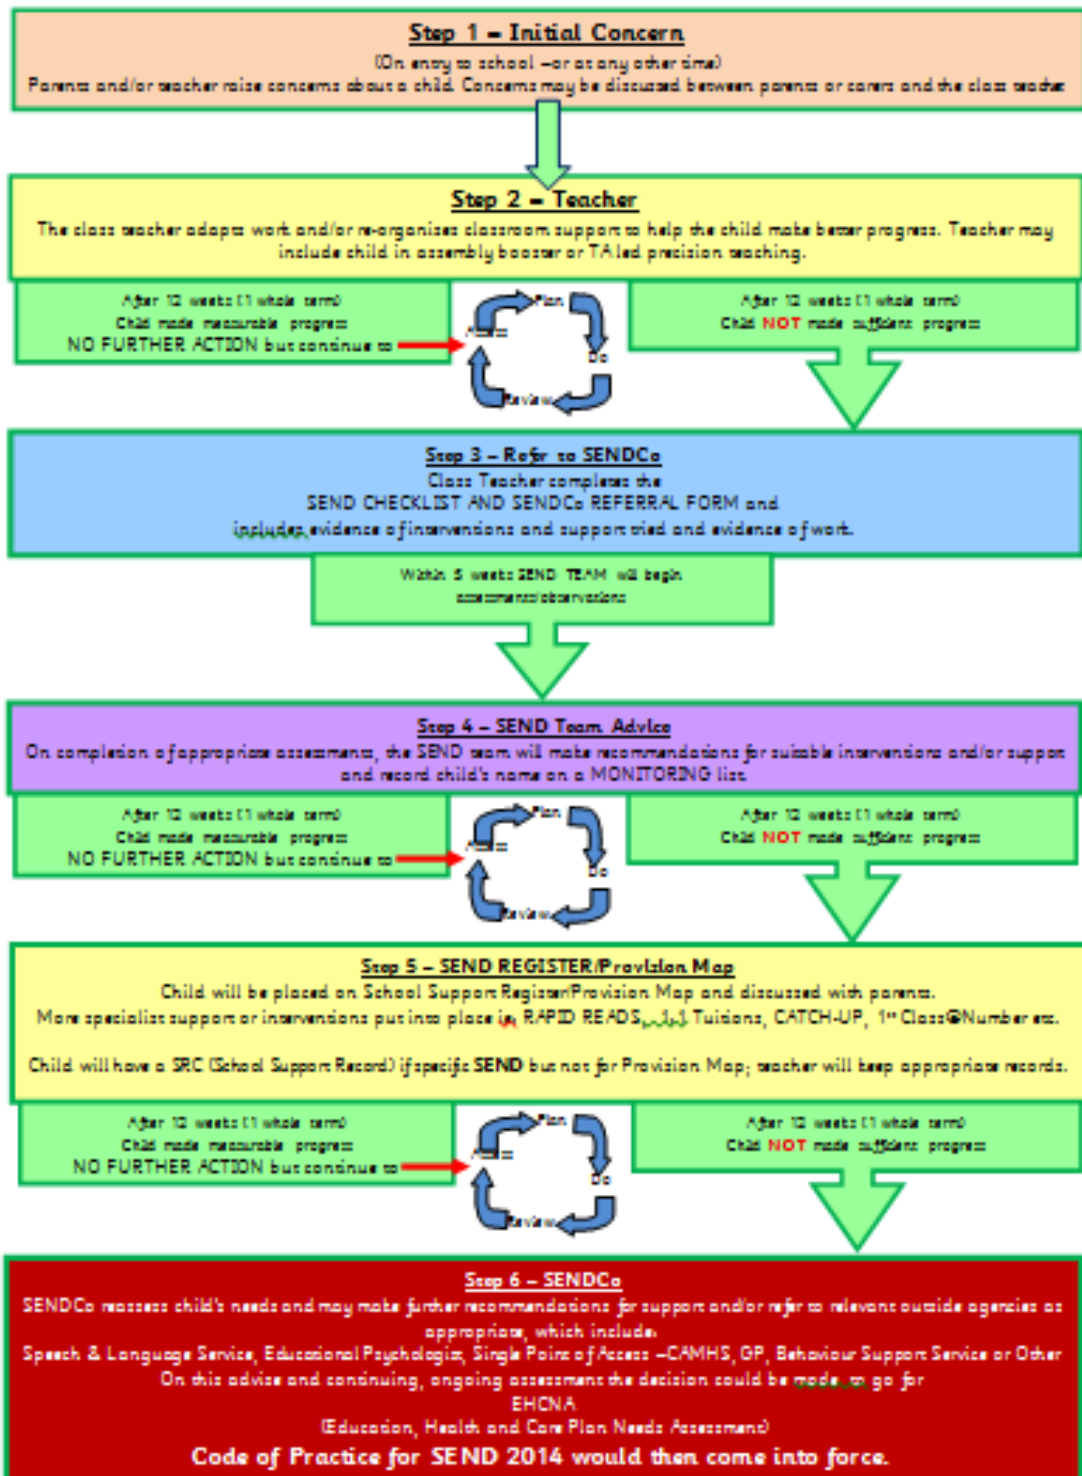 Step 1 – Initial Concern
(On entry to school –or at any other time)
Parents and/or teacher raise concerns about a child. Concerns may be discussed between parents or carers and the class teacher
Step 2 – Teacher
The class teacher adapts work and/or re-organises classroom support to help the child make better progress. Teacher may
include child in assembly booster or TA led precision teaching.
After 12 weeks (1 whole term)
Child made measurable progress
NO FURTHER ACTION but continue to
Assess
Plan
Do
Review
After 12 weeks (1 whole term)
Child NOT made sufficient progress
Step 3 – Refer to SENDCo
Class Teacher completes the
SEND CHECKLIST AND SENDCo REFERRAL FORM and
includes evidence of interventions and support tried and evidence of work.
Within 6 weeks SEND TEAM will begin
assessments/observations
Step 4 – SEND Team Advice
On completion of appropriate assessments, the SEND team will make recommendations for suitable interventions and/or support
and record child's name on a MONITORING list.
After 12 weeks (1 whole term)
Child made measurable progress
NO FURTHER ACTION but continue to
Assess
Plan
Do
Review
After 12 weeks (1 whole term)
Child NOT made sufficient progress
Step 5 – SEND REGISTER/Provision Map
Child will be placed on School Support Register/Provision Map and discussed with parents.
More specialist support or interventions put into place ie, RAPID READS, 1:1 Tuitions, CATCH-UP, 1st Class@Number etc.
Child will have a SRC (School Support Record) if specific SEND but not for Provision Map; teacher will keep appropriate records.
After 12 weeks (1 whole term)
Child made measurable progress
NO FURTHER ACTION but continue to
Assess
Plan
Do
Review
After 12 weeks (1 whole term)
Child NOT made sufficient progress
Step 6 – SENDCo
SENDCo reassess child's needs and may make further recommendations for support and/or refer to relevant outside agencies as
appropriate, which include:
Speech & Language Service, Educational Psychologist, Single Point of Access –CAMHS, GP, Behaviour Support Service or Other
On this advise and continuing, ongoing assessment the decision could be made to go for
EHCNA
(Education, Health and Care Plan Needs Assessment)
Code of Practice for SEND 2014 would then come into force.